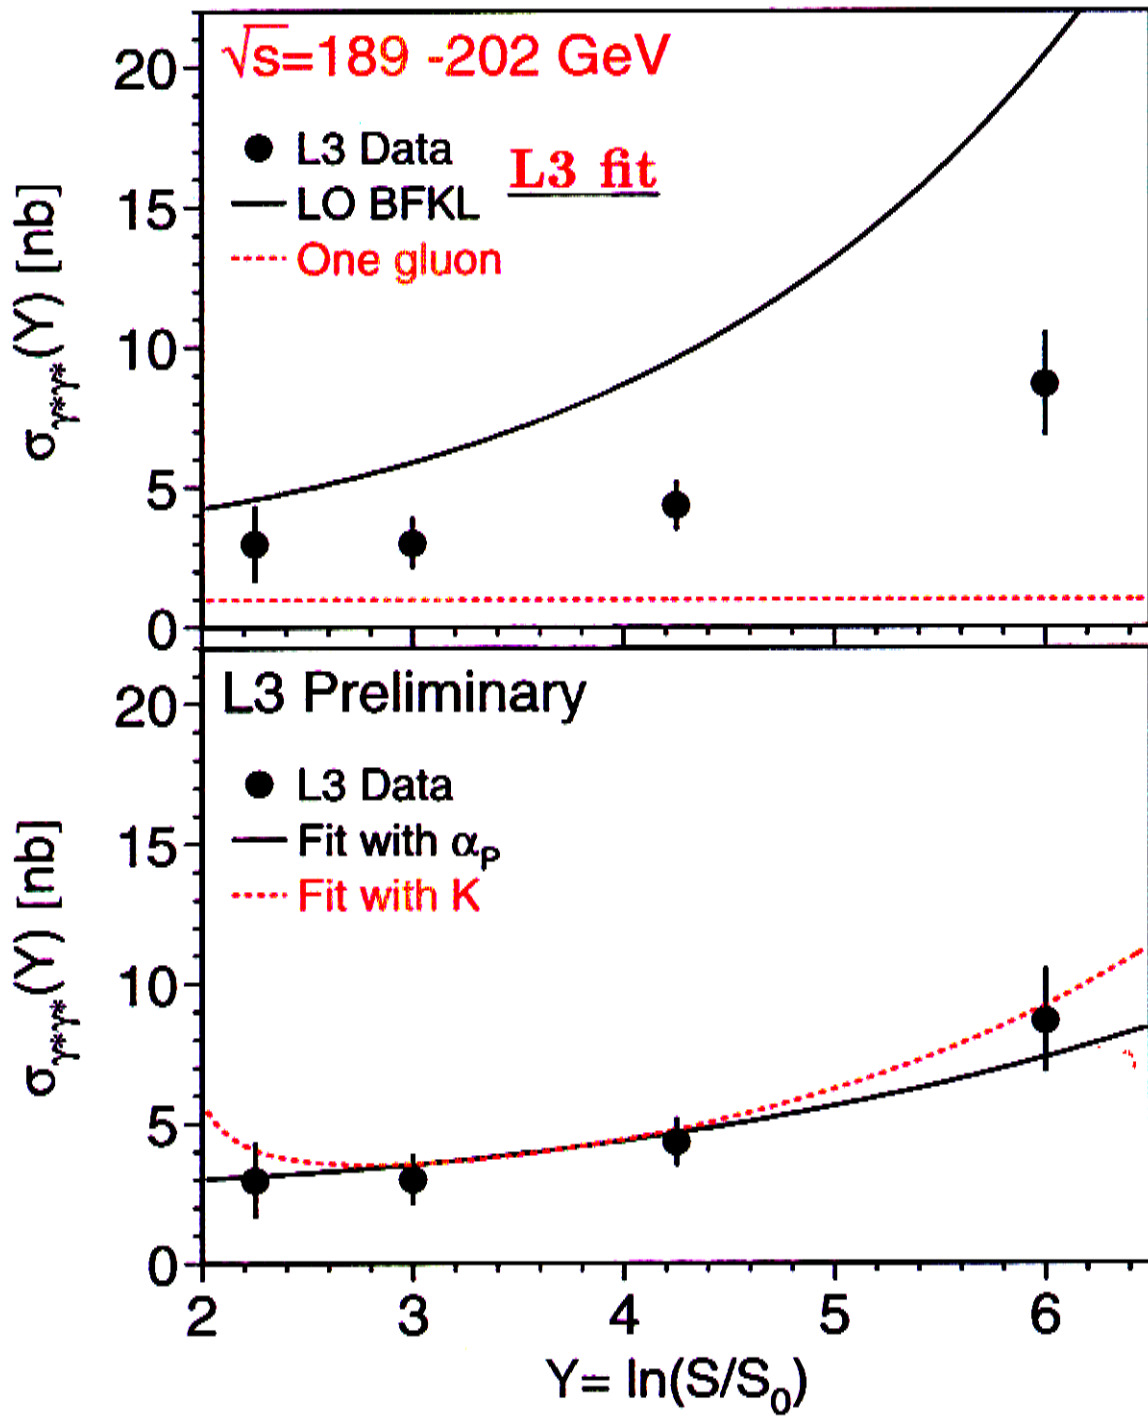 √s=189 -202 GeV
L3 Data
LO BFKL
One gluon
L3 fit
σγ*γ*(Y) [nb]
20
15
10
5
0
L3 Preliminary
L3 Data
Fit with αP
Fit with K
σγ*γ*(Y) [nb]
20
15
10
5
0
2 3 4 5 6
Y= ln(S/S0)